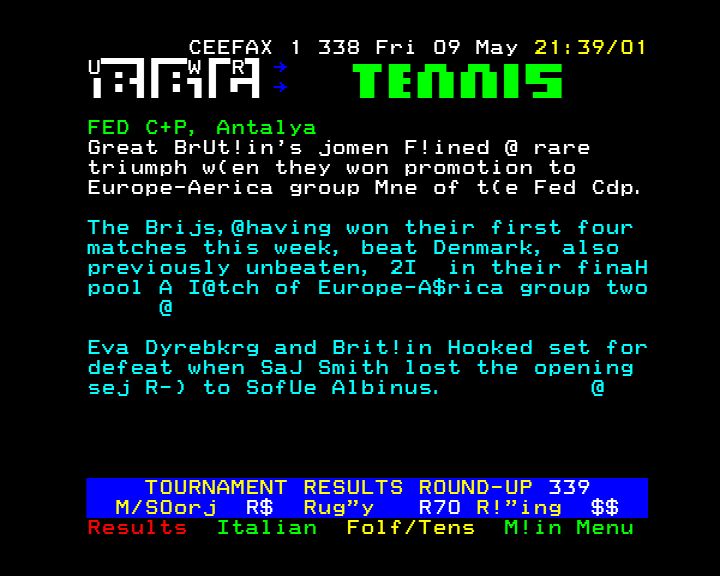 CEEFAX 1 338 Fri 09 May 21:39/01
U W R →
BBC → TENNIS
FED C+P, Antalya
Great BrUt!in's jomen F!ined @ rare
triumph w(en they won promotion to
Europe-Aerica group Mne of t(e Fed Cdp.
The Brijs,@having won their first four
matches this week, beat Denmark, also
previously unbeaten, 2I in their finaH
pool A I@tch of Europe-A$rica group two
@
Eva Dyrebkrg and Brit!in Hooked set for
defeat when SaJ Smith lost the opening
sej R-) to SofUe Albinus. @
TOURNAMENT RESULTS ROUND-UP 339
M/SOorj R$ Rug"y R7O R!"ing $$
Results Italian Folf/Tens M!in Menu